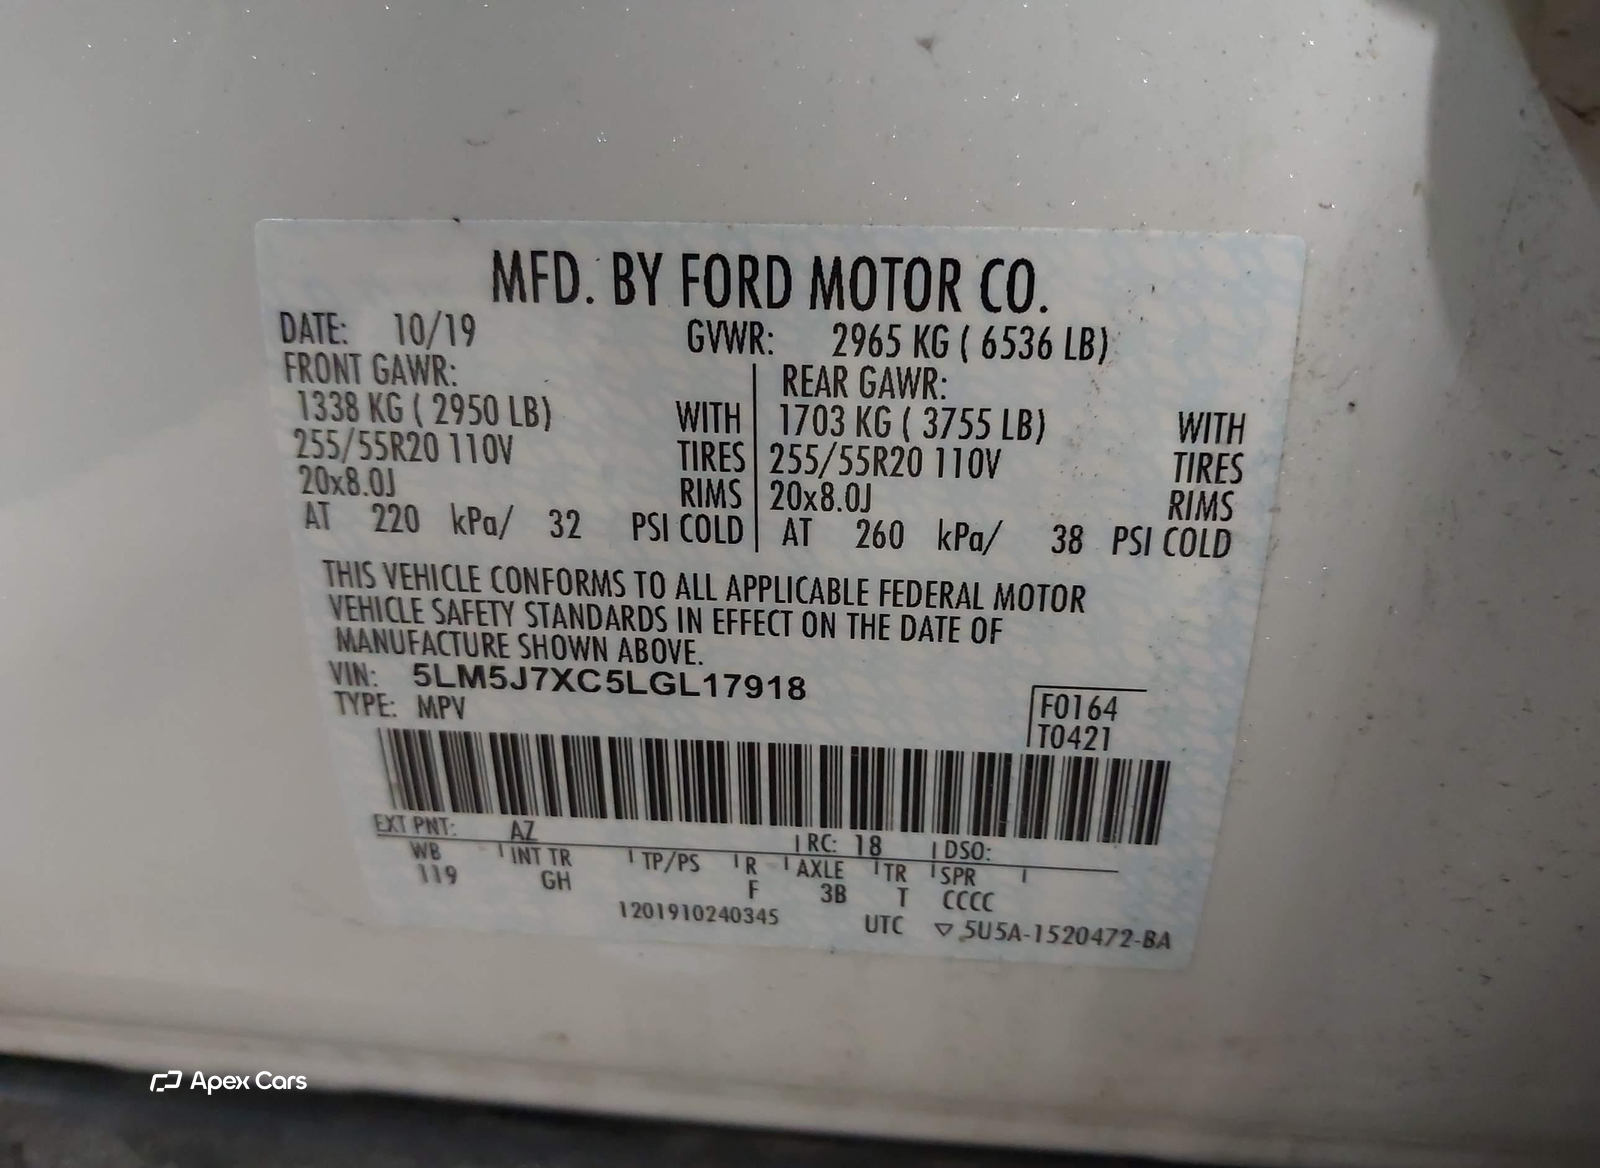 MFD. BY FORD MOTOR CO.
DATE: 10/19 GVWR: 2965 KG ( 6536 LB)
FRONT GAWR: REAR GAWR:
1338 KG ( 2950 LB) WITH 1703 KG ( 3755 LB) WITH
255/55R20 110V TIRES 255/55R20 110V TIRES
20x8.0J RIMS 20x8.0J RIMS
AT 220 kPa/ 32 PSI COLD AT 260 kPa/ 38 PSI COLD
THIS VEHICLE CONFORMS TO ALL APPLICABLE FEDERAL MOTOR
VEHICLE SAFETY STANDARDS IN EFFECT ON THE DATE OF
MANUFACTURE SHOWN ABOVE.
VIN: 5LM5J7XC5LGL17918
TYPE: MPV
F0164
T0421
EXT PNT: AZ RC: 18 DSO:
WB INT TR TP/PS R AXLE TR SPR
119 GH F 3B T CCCC
1201910240345 UTC ▽ 5U5A-1520472-BA
Apex Cars